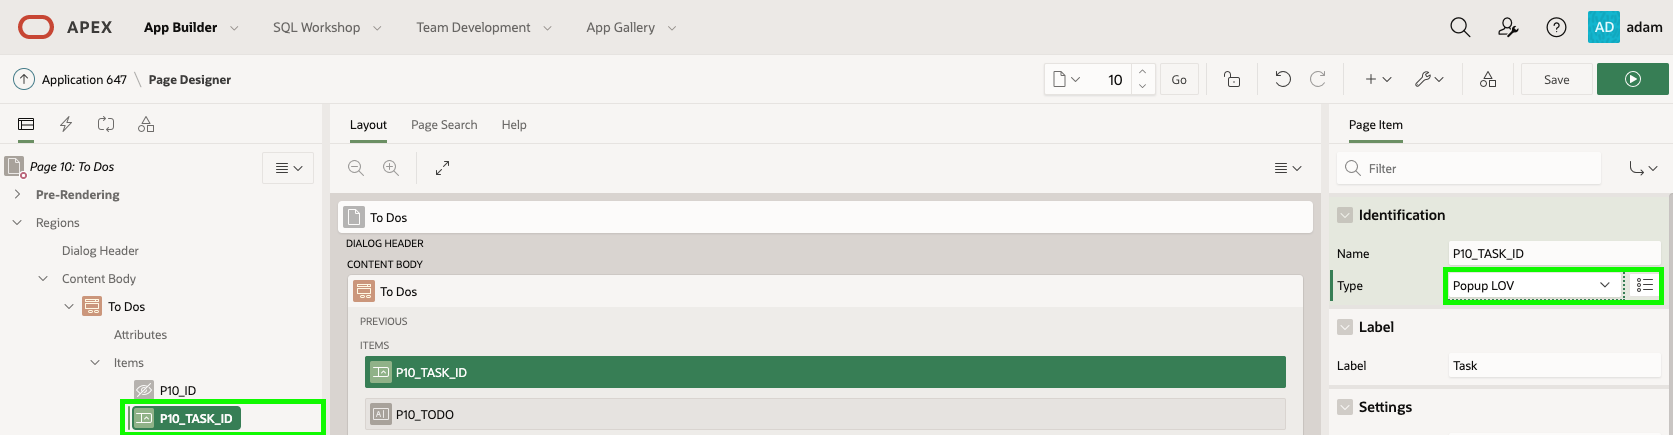 APEX App Builder SQL Workshop Team Development App Gallery AD adam
Application 647 \ Page Designer 10 Go Save
Layout Page Search Help Page Item
Page 10: To Dos
Filter
Pre-Rendering
Regions
Dialog Header
Content Body
To Dos
Attributes
Items
P10_ID
P10_TASK_ID
To Dos
DIALOG HEADER
CONTENT BODY
To Dos
PREVIOUS
ITEMS
P10_TASK_ID
P10_TODO
Identification
Name P10_TASK_ID
Type Popup LOV
Label
Label Task
Settings